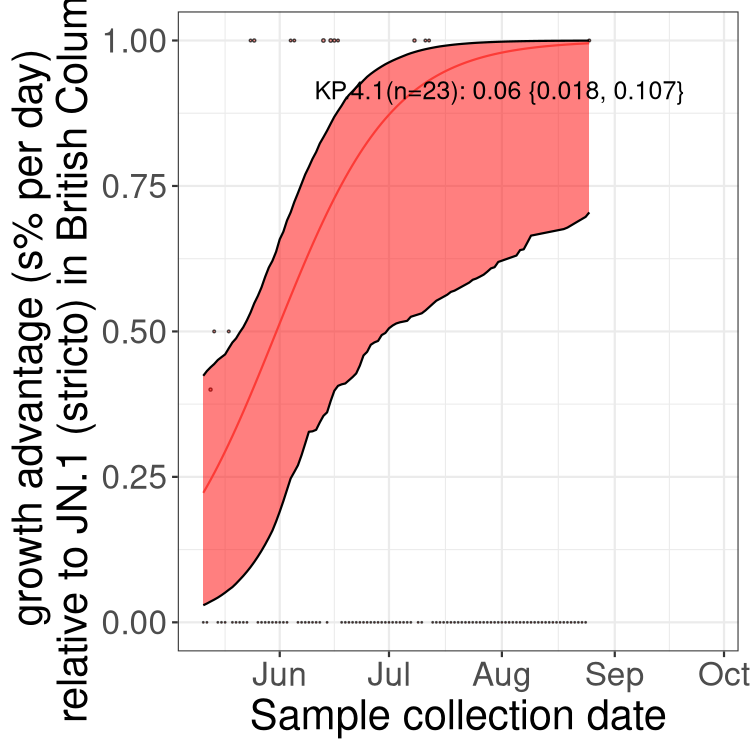 growth advantage (s% per day)
relative to JN.1 (stricto) in British Colum
1.00
0.75
0.50
0.25
0.00
KP.4.1(n=23): 0.06 {0.018, 0.107}
Jun Jul Aug Sep Oct
Sample collection date